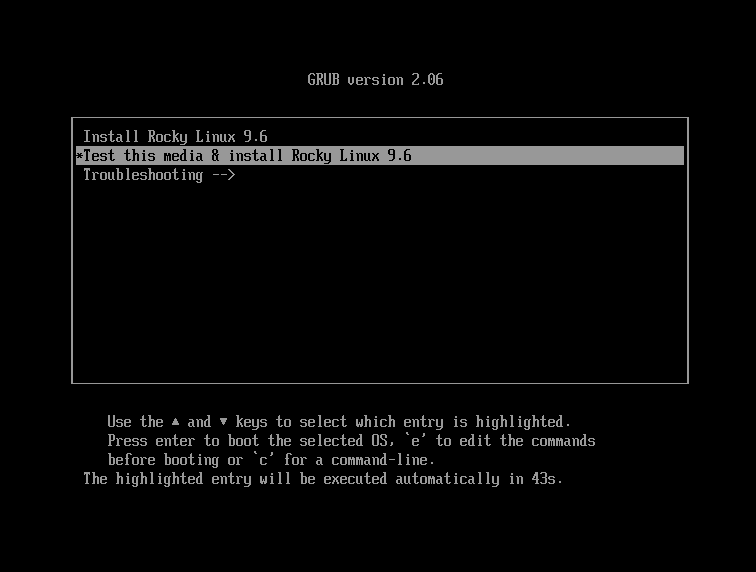 GRUB version 2.06
Install Rocky Linux 9.6
*Test this media & install Rocky Linux 9.6
Troubleshooting -->
Use the ▲ and ▼ keys to select which entry is highlighted.
Press enter to boot the selected OS, `e' to edit the commands
before booting or `c' for a command-line.
The highlighted entry will be executed automatically in 43s.